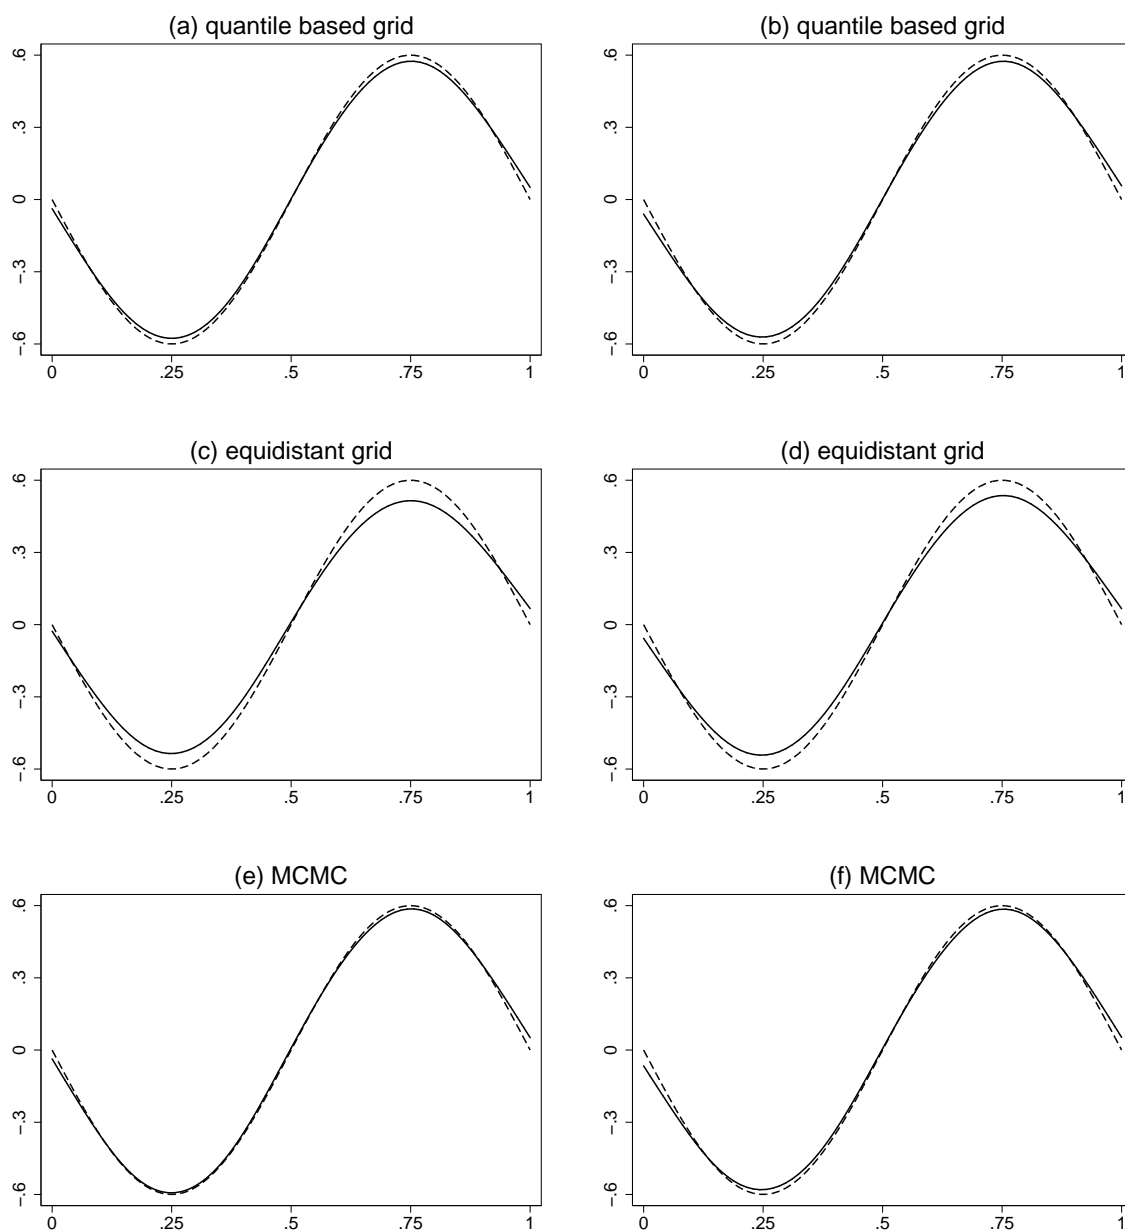 (a) quantile based grid
(b) quantile based grid
.6
.3
0
−.3
−.6
0 .25 .5 .75 1
.6
.3
0
−.3
−.6
0 .25 .5 .75 1
(c) equidistant grid
(d) equidistant grid
.6
.3
0
−.3
−.6
0 .25 .5 .75 1
.6
.3
0
−.3
−.6
0 .25 .5 .75 1
(e) MCMC
(f) MCMC
.6
.3
0
−.3
−.6
0 .25 .5 .75 1
.6
.3
0
−.3
−.6
0 .25 .5 .75 1